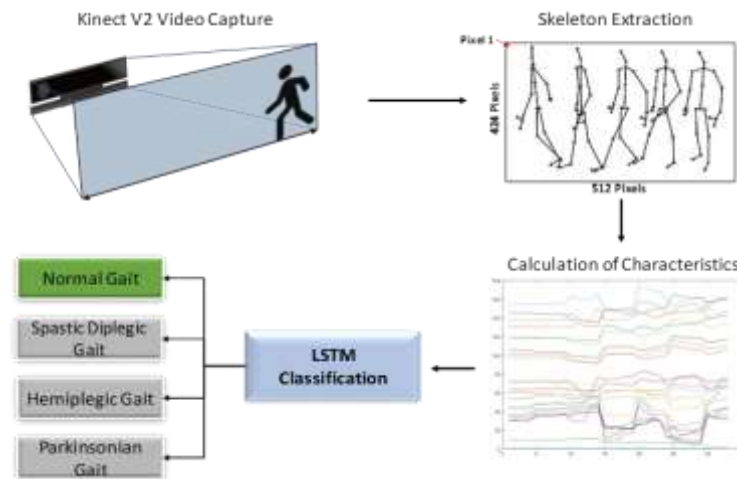 Kinect V2 Video Capture
Skeleton Extraction
Pixel 1
424 Pixels
512 Pixels
Calculation of Characteristics
Normal Gait
Spastic Diplegic
Gait
Hemiplegic Gait
Parkinsonian
Gait
LSTM
Classification